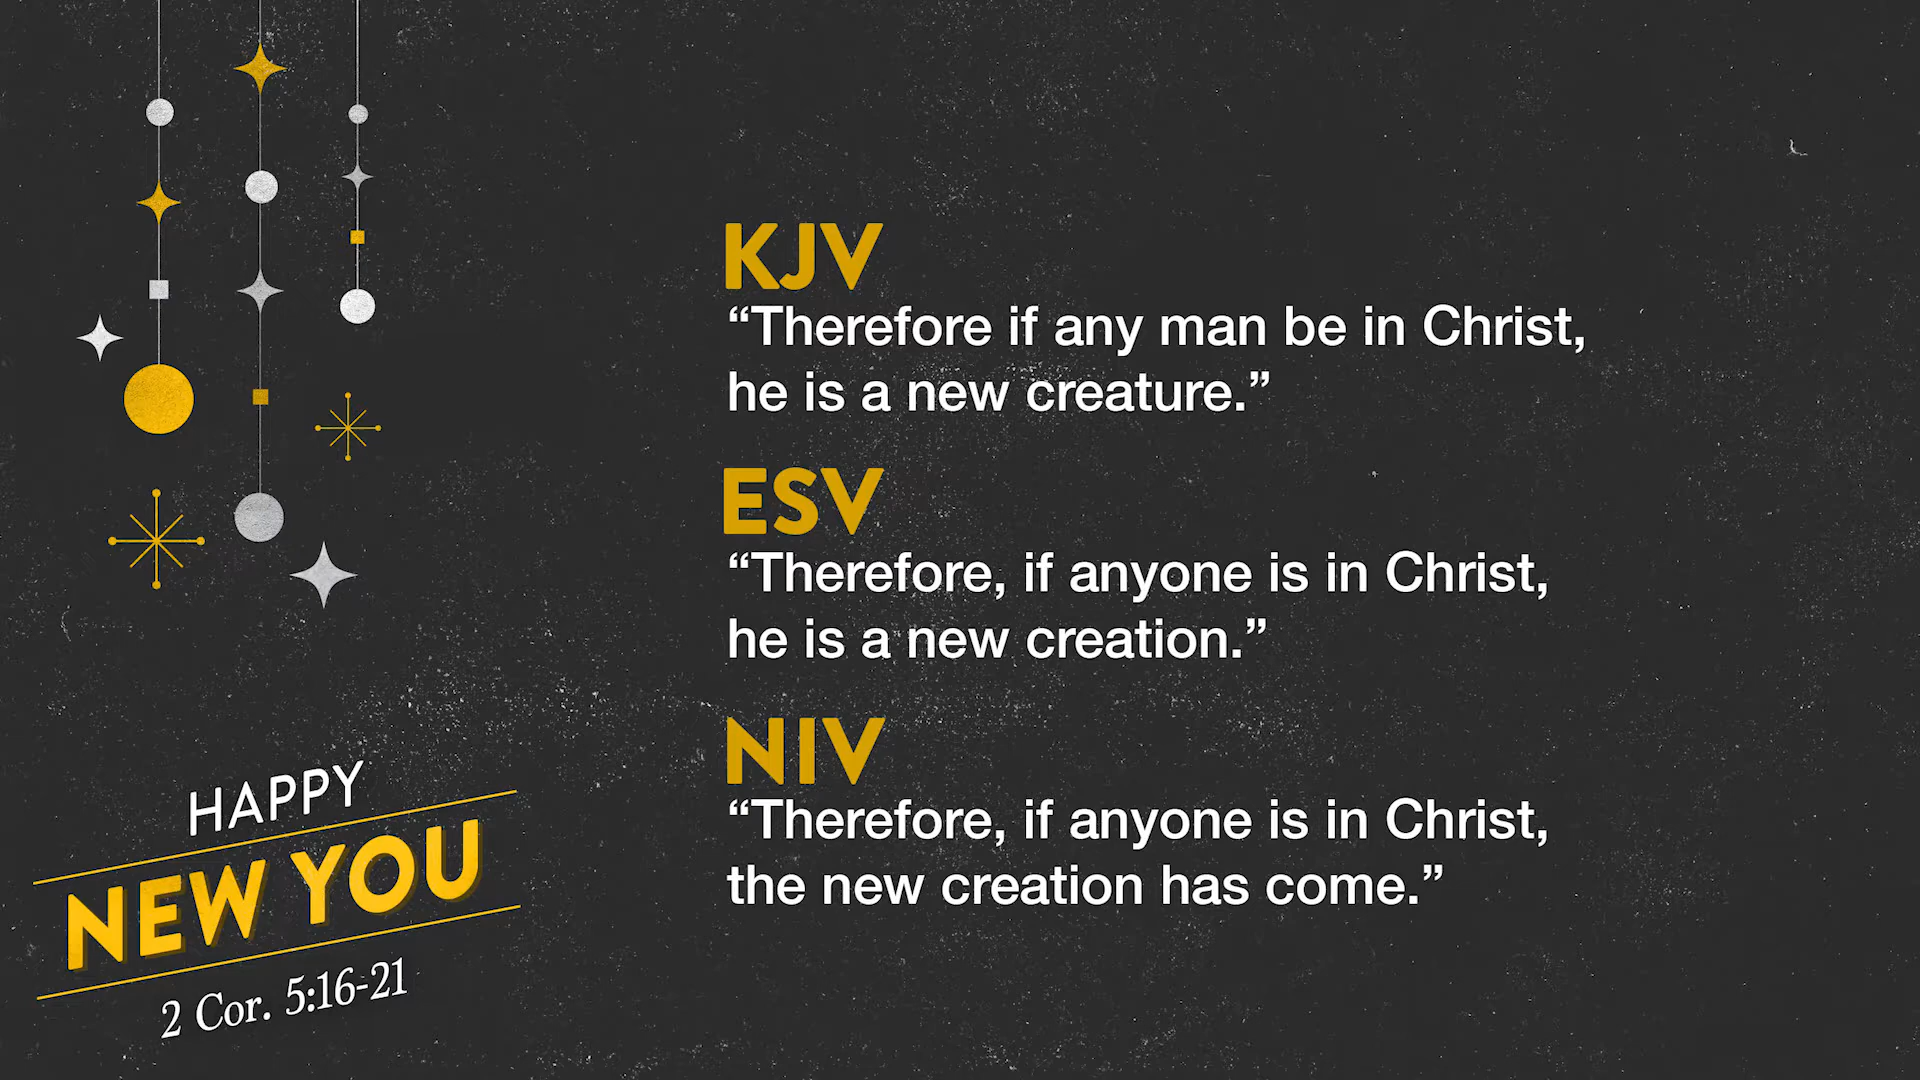 KJV
“Therefore if any man be in Christ,
he is a new creature.”
ESV
“Therefore, if anyone is in Christ,
he is a new creation.”
NIV
“Therefore, if anyone is in Christ,
the new creation has come.”
HAPPY
NEW YOU
2 Cor. 5:16-21